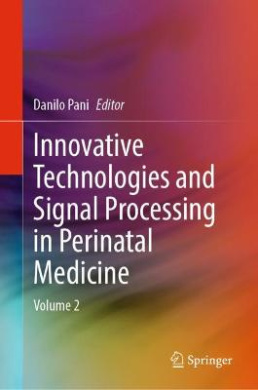 Danilo Pani Editor
Innovative
Technologies and
Signal Processing
in Perinatal
Medicine
Volume 2
Springer